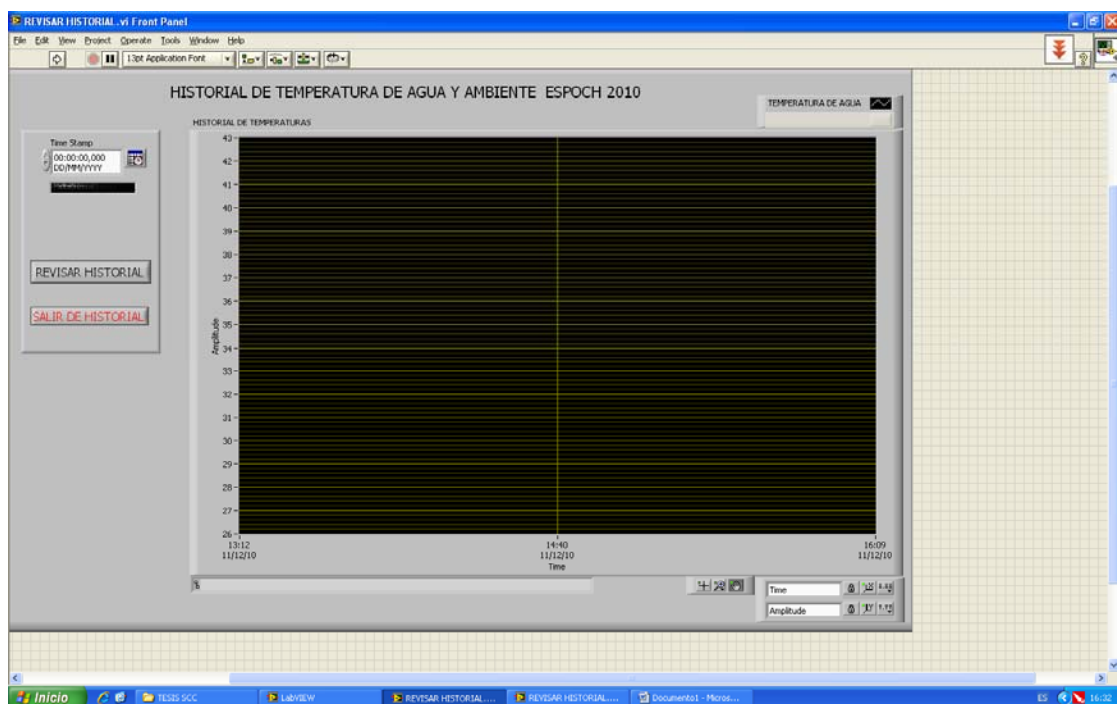 REVISAR HISTORIAL.vi Front Panel
File Edit View Project Operate Tools Window Help
13pt Application Font
HISTORIAL DE TEMPERATURA DE AGUA Y AMBIENTE ESPOCH 2010
TEMPERATURA DE AGUA
HISTORIAL DE TEMPERATURAS
Time Stamp
00:00:00,000
DD/MM/YYYY
REVISAR HISTORIAL
SALIR DE HISTORIAL
Amplitude
43
42
41
40
39
38
37
36
35
34
33
32
31
30
29
28
27
26
13:12 14:40 16:09
11/12/10 11/12/10 11/12/10
Time
Time
Amplitude
Inicio TESIS SCC LabVIEW REVISAR HISTORIAL.... REVISAR HISTORIAL.... Documento1 - Micros... ES 16:32